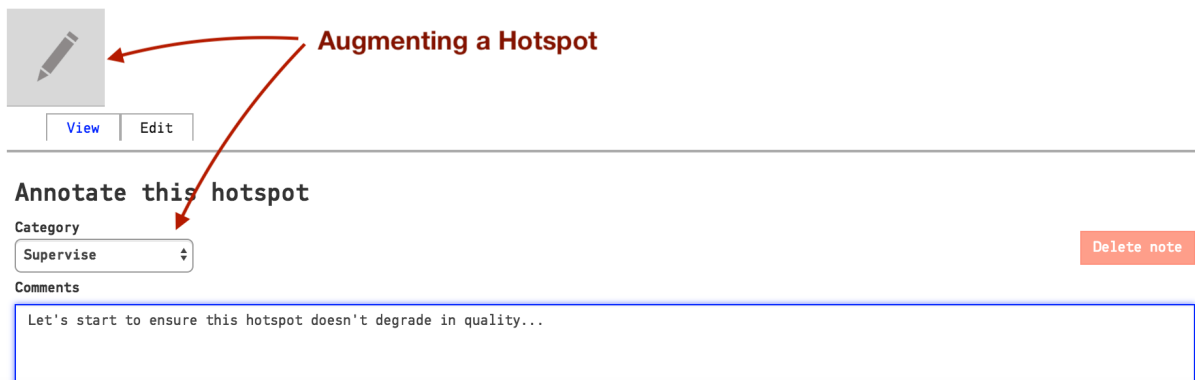 Augmenting a Hotspot
View
Edit
Annotate this hotspot
Category
Supervise
Delete note
Comments
Let's start to ensure this hotspot doesn't degrade in quality...